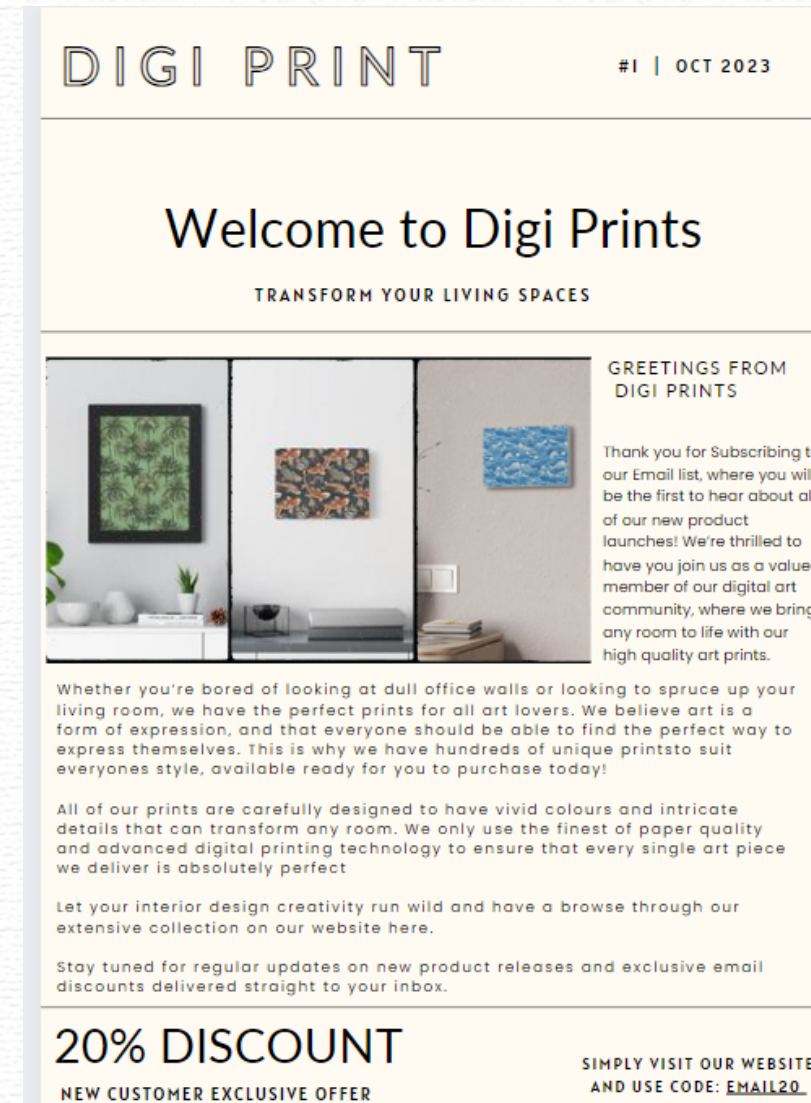 DIGI PRINT
#1 | OCT 2023
Welcome to Digi Prints
TRANSFORM YOUR LIVING SPACES
GREETINGS FROM
DIGI PRINTS
Thank you for Subscribing t
our Email list, where you wil
be the first to hear about al
of our new product
launches! We're thrilled to
have you join us as a value
member of our digital art
community, where we bring
any room to life with our
high quality art prints.
Whether you're bored of looking at dull office walls or looking to spruce up your
living room, we have the perfect prints for all art lovers. We believe art is a
form of expression, and that everyone should be able to find the perfect way to
express themselves. This is why we have hundreds of unique printsto suit
everyones style, available ready for you to purchase today!
All of our prints are carefully designed to have vivid colours and intricate
details that can transform any room. We only use the finest of paper quality
and advanced digital printing technology to ensure that every single art piece
we deliver is absolutely perfect
Let your interior design creativity run wild and have a browse through our
extensive collection on our website here.
Stay tuned for regular updates on new product releases and exclusive email
discounts delivered straight to your inbox.
20% DISCOUNT
NEW CUSTOMER EXCLUSIVE OFFER
SIMPLY VISIT OUR WEBSITE
AND USE CODE: EMAIL20